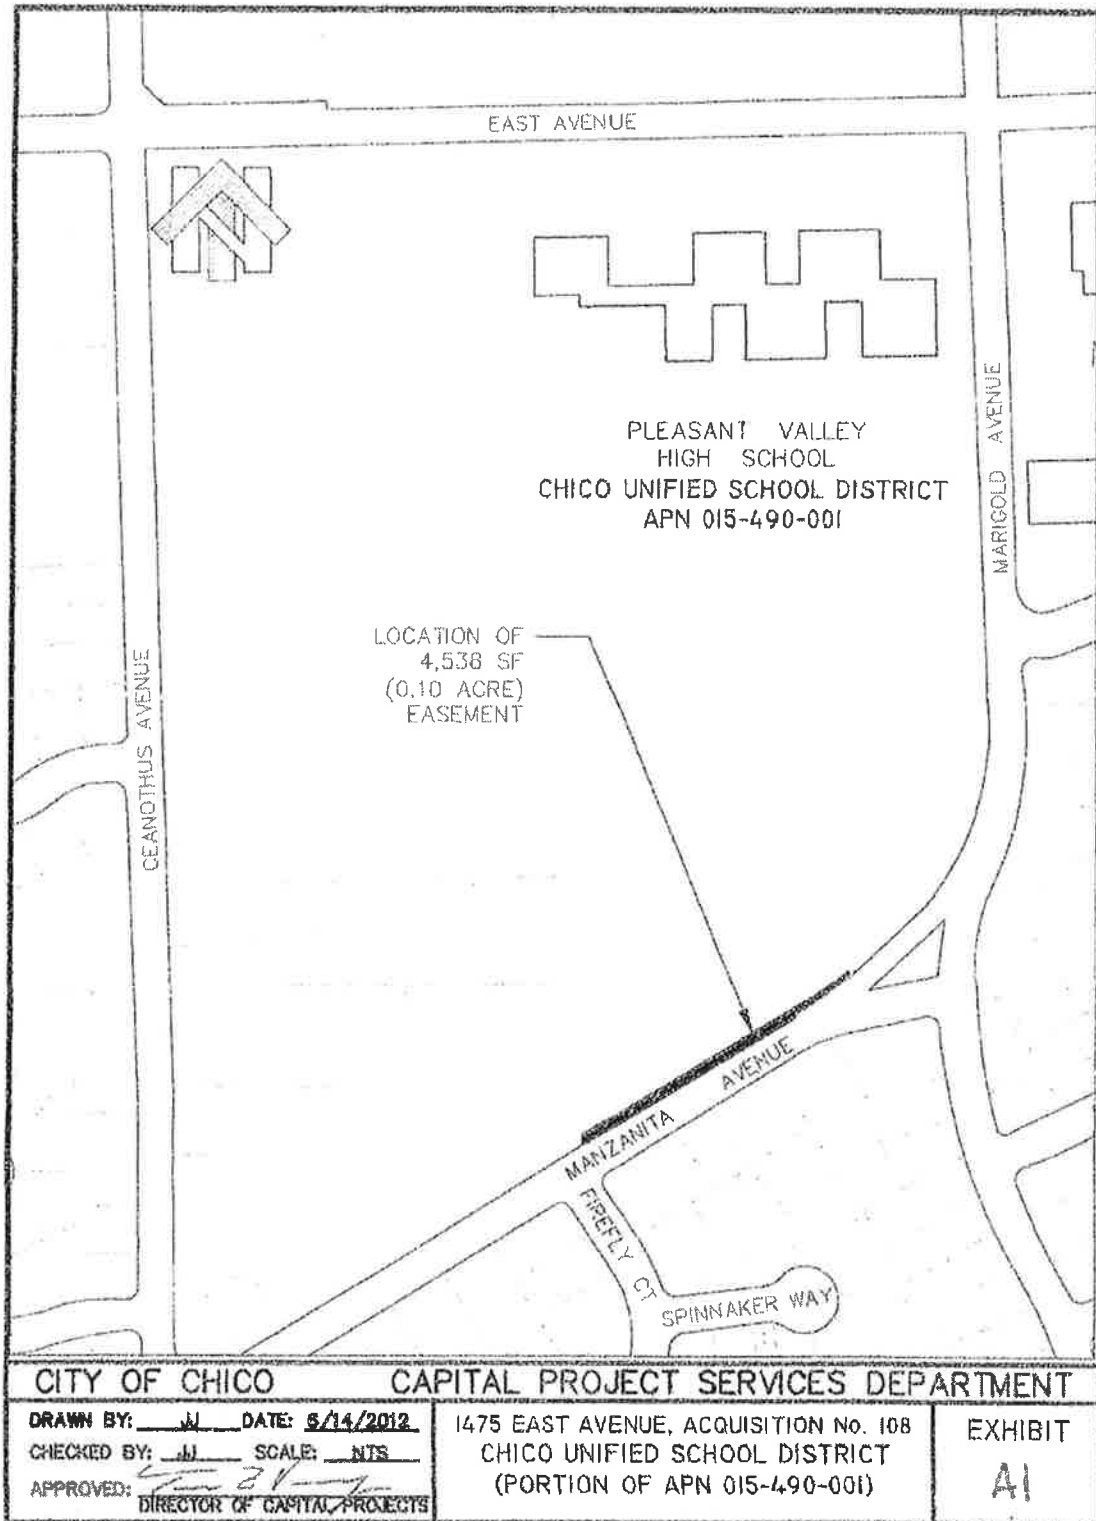 EAST AVENUE
PLEASANT VALLEY
HIGH SCHOOL
CHICO UNIFIED SCHOOL DISTRICT
APN 015-490-001
MARIGOLD AVENUE
LOCATION OF
4,538 SF
(0.10 ACRE)
EASEMENT
CEANOTHUS AVENUE
MANZANITA AVENUE
FIREFLY CT
SPINNAKER WAY
CITY OF CHICO CAPITAL PROJECT SERVICES DEPARTMENT
DRAWN BY: JJ DATE: 5/14/2012
CHECKED BY: JJ SCALE: NTS
APPROVED:
DIRECTOR OF CAPITAL PROJECTS
1475 EAST AVENUE, ACQUISITION No. 108
CHICO UNIFIED SCHOOL DISTRICT
(PORTION OF APN 015-490-001)
EXHIBIT
A1